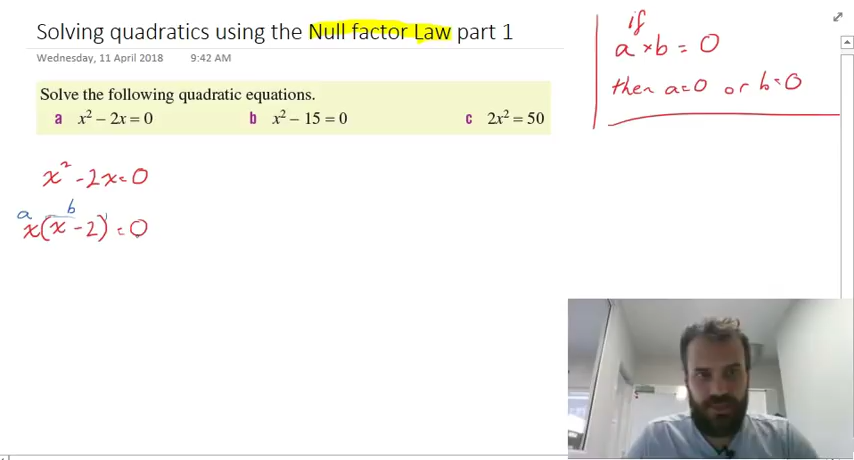 Solving quadratics using the Null factor Law part 1
Wednesday, 11 April 2018 9:42 AM
Solve the following quadratic equations.
a x² − 2x = 0 b x² − 15 = 0 c 2x² = 50
if
a × b = 0
then a=0 or b=0
x² - 2x = 0
a b
x(x - 2) = 0